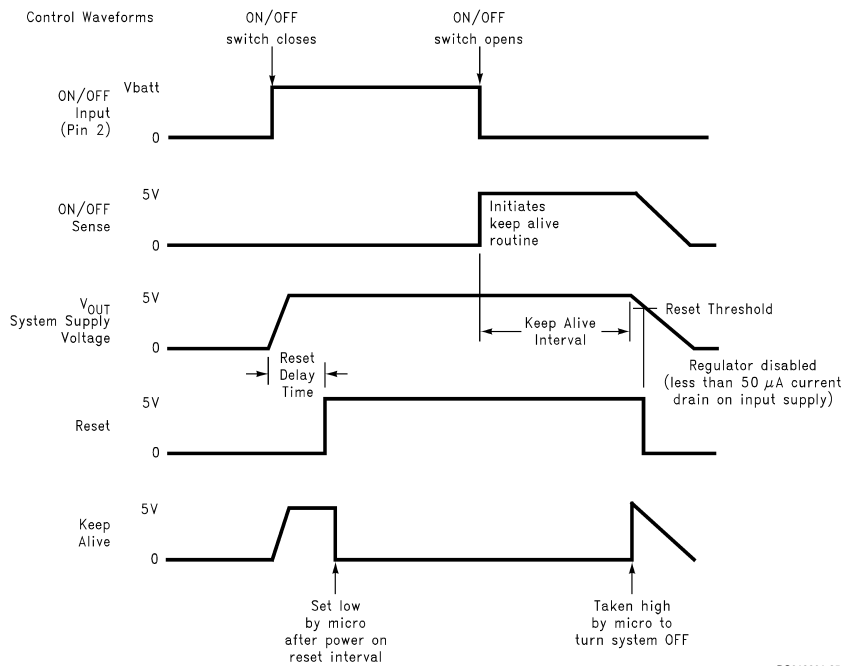 Control Waveforms
ON/OFF
switch closes
ON/OFF
switch opens
Vbatt
ON/OFF
Input
(Pin 2)
0
5V
ON/OFF
Sense
0
Initiates
keep alive
routine
5V
VOUT
System Supply
Voltage
0
Reset Threshold
Keep Alive
Interval
Reset
Delay
Time
Regulator disabled
(less than 50 μA current
drain on input supply)
5V
Reset
0
5V
Keep
Alive
0
Set low
by micro
after power on
reset interval
Taken high
by micro to
turn system OFF